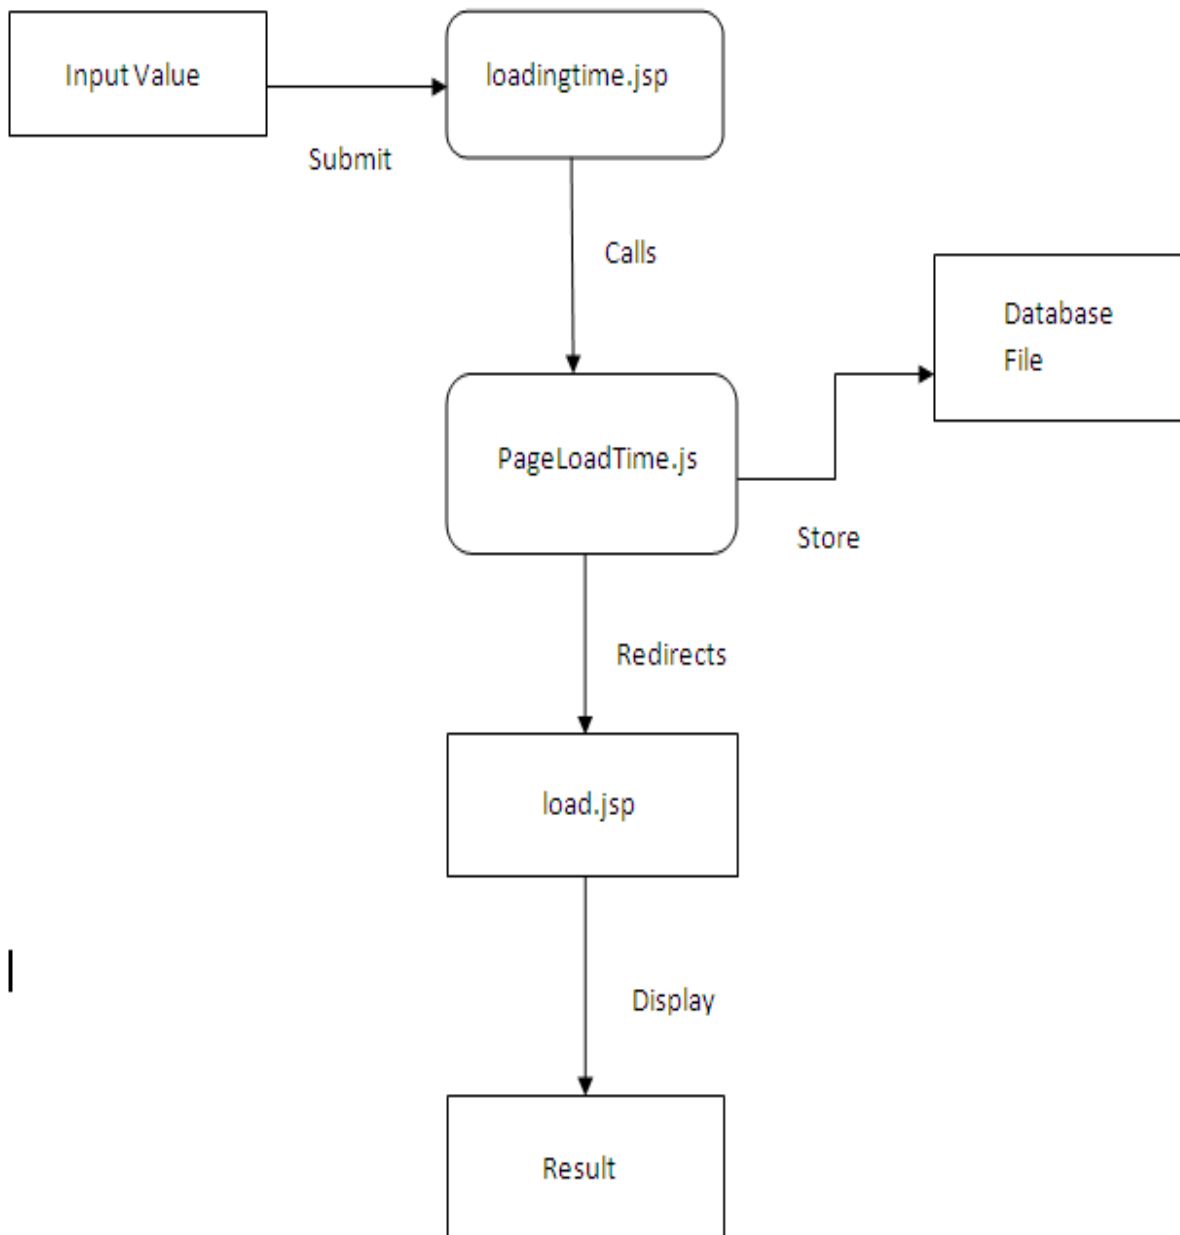 Input Value
loadingtime.jsp
Submit
Calls
Database
File
PageLoadTime.js
Store
Redirects
load.jsp
Display
Result